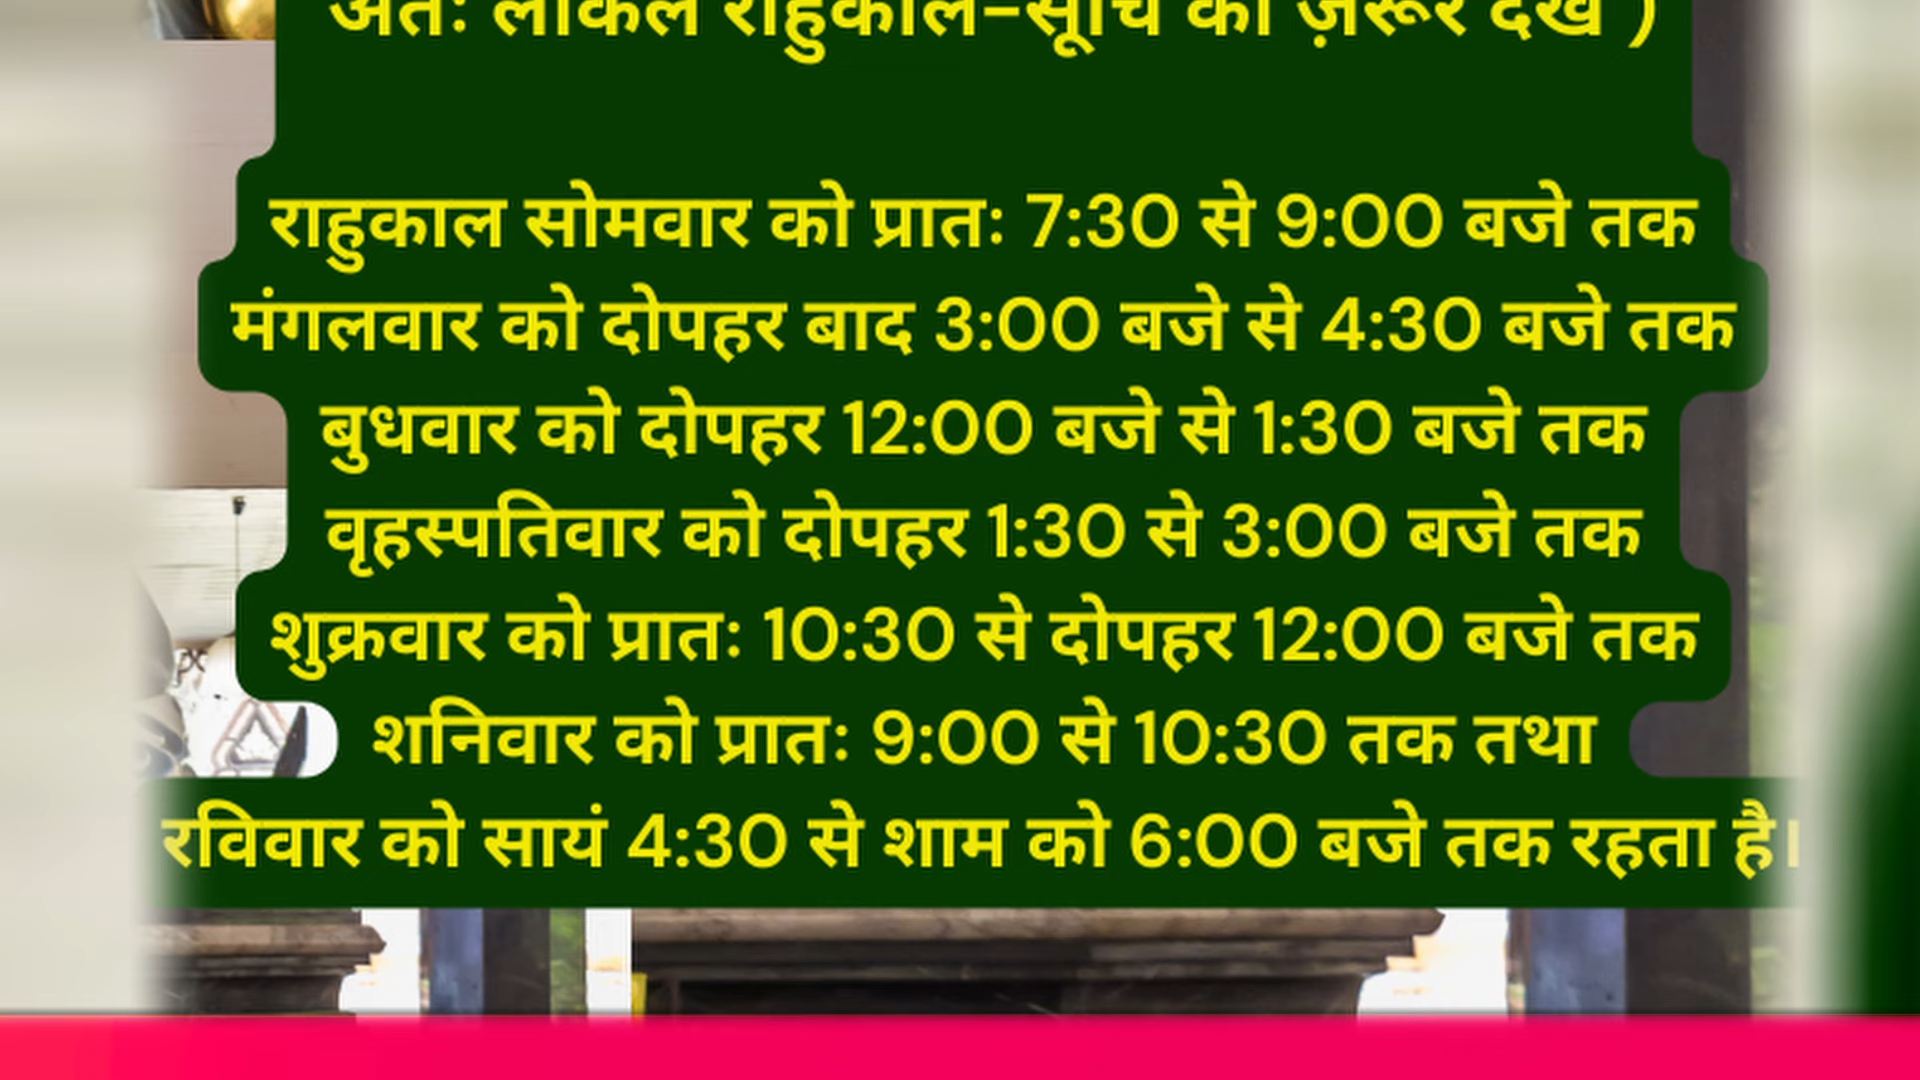 अतः लोकल राहुकाल-सूचि को ज़रूर देखें )
राहुकाल सोमवार को प्रातः 7:30 से 9:00 बजे तक
मंगलवार को दोपहर बाद 3:00 बजे से 4:30 बजे तक
बुधवार को दोपहर 12:00 बजे से 1:30 बजे तक
वृहस्पतिवार को दोपहर 1:30 से 3:00 बजे तक
शुक्रवार को प्रातः 10:30 से दोपहर 12:00 बजे तक
शनिवार को प्रातः 9:00 से 10:30 तक तथा
रविवार को सायं 4:30 से शाम को 6:00 बजे तक रहता है।